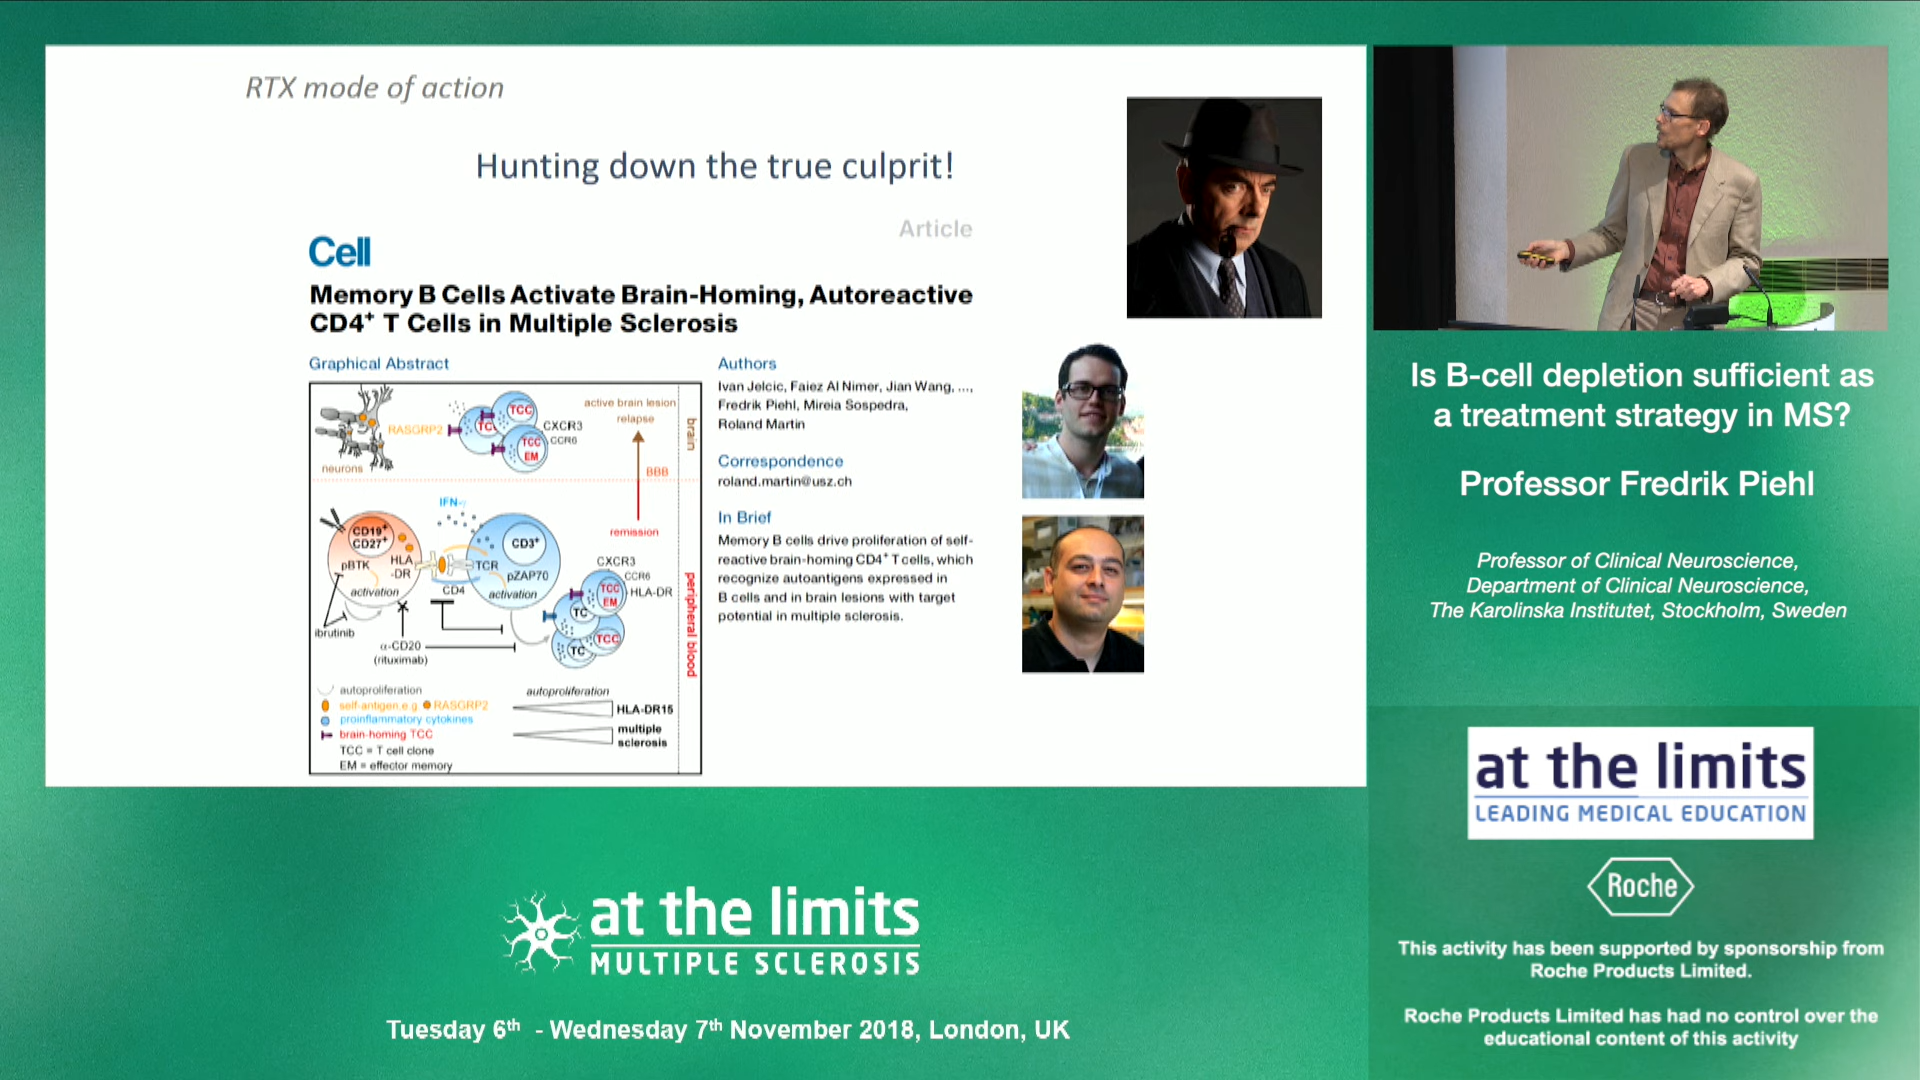 RTX mode of action
Hunting down the true culprit!
Article
Cell
Memory B Cells Activate Brain-Homing, Autoreactive
CD4+ T Cells in Multiple Sclerosis
Graphical Abstract
neurons
RASGRP2
TCC
TC
TCC
EM
CXCR3
CCR6
active brain lesion
relapse
brain
BBB
remission
IFN-γ
CD19+
CD27+
pBTK
HLA
-DR
activation
CD3+
TCR
pZAP70
CD4
activation
CXCR3
CCR6
HLA-DR
TCC
EM
TC
TCC
TC
ibrutinib
α-CD20
(rituximab)
peripheral blood
autoproliferation
self-antigen e.g. RASGRP2
proinflammatory cytokines
brain-homing TCC
TCC = T cell clone
EM = effector memory
autoproliferation
HLA-DR15
multiple
sclerosis
Authors
Ivan Jelcic, Faiez Al Nimer, Jian Wang, ...,
Fredrik Piehl, Mireia Sospedra,
Roland Martin
Correspondence
roland.martin@usz.ch
In Brief
Memory B cells drive proliferation of self-
reactive brain-homing CD4+ T cells, which
recognize autoantigens expressed in
B cells and in brain lesions with target
potential in multiple sclerosis.
Is B-cell depletion sufficient as
a treatment strategy in MS?
Professor Fredrik Piehl
Professor of Clinical Neuroscience,
Department of Clinical Neuroscience,
The Karolinska Institutet, Stockholm, Sweden
at the limits
LEADING MEDICAL EDUCATION
Roche
This activity has been supported by sponsorship from
Roche Products Limited.
Roche Products Limited has had no control over the
educational content of this activity
at the limits
MULTIPLE SCLEROSIS
Tuesday 6th - Wednesday 7th November 2018, London, UK